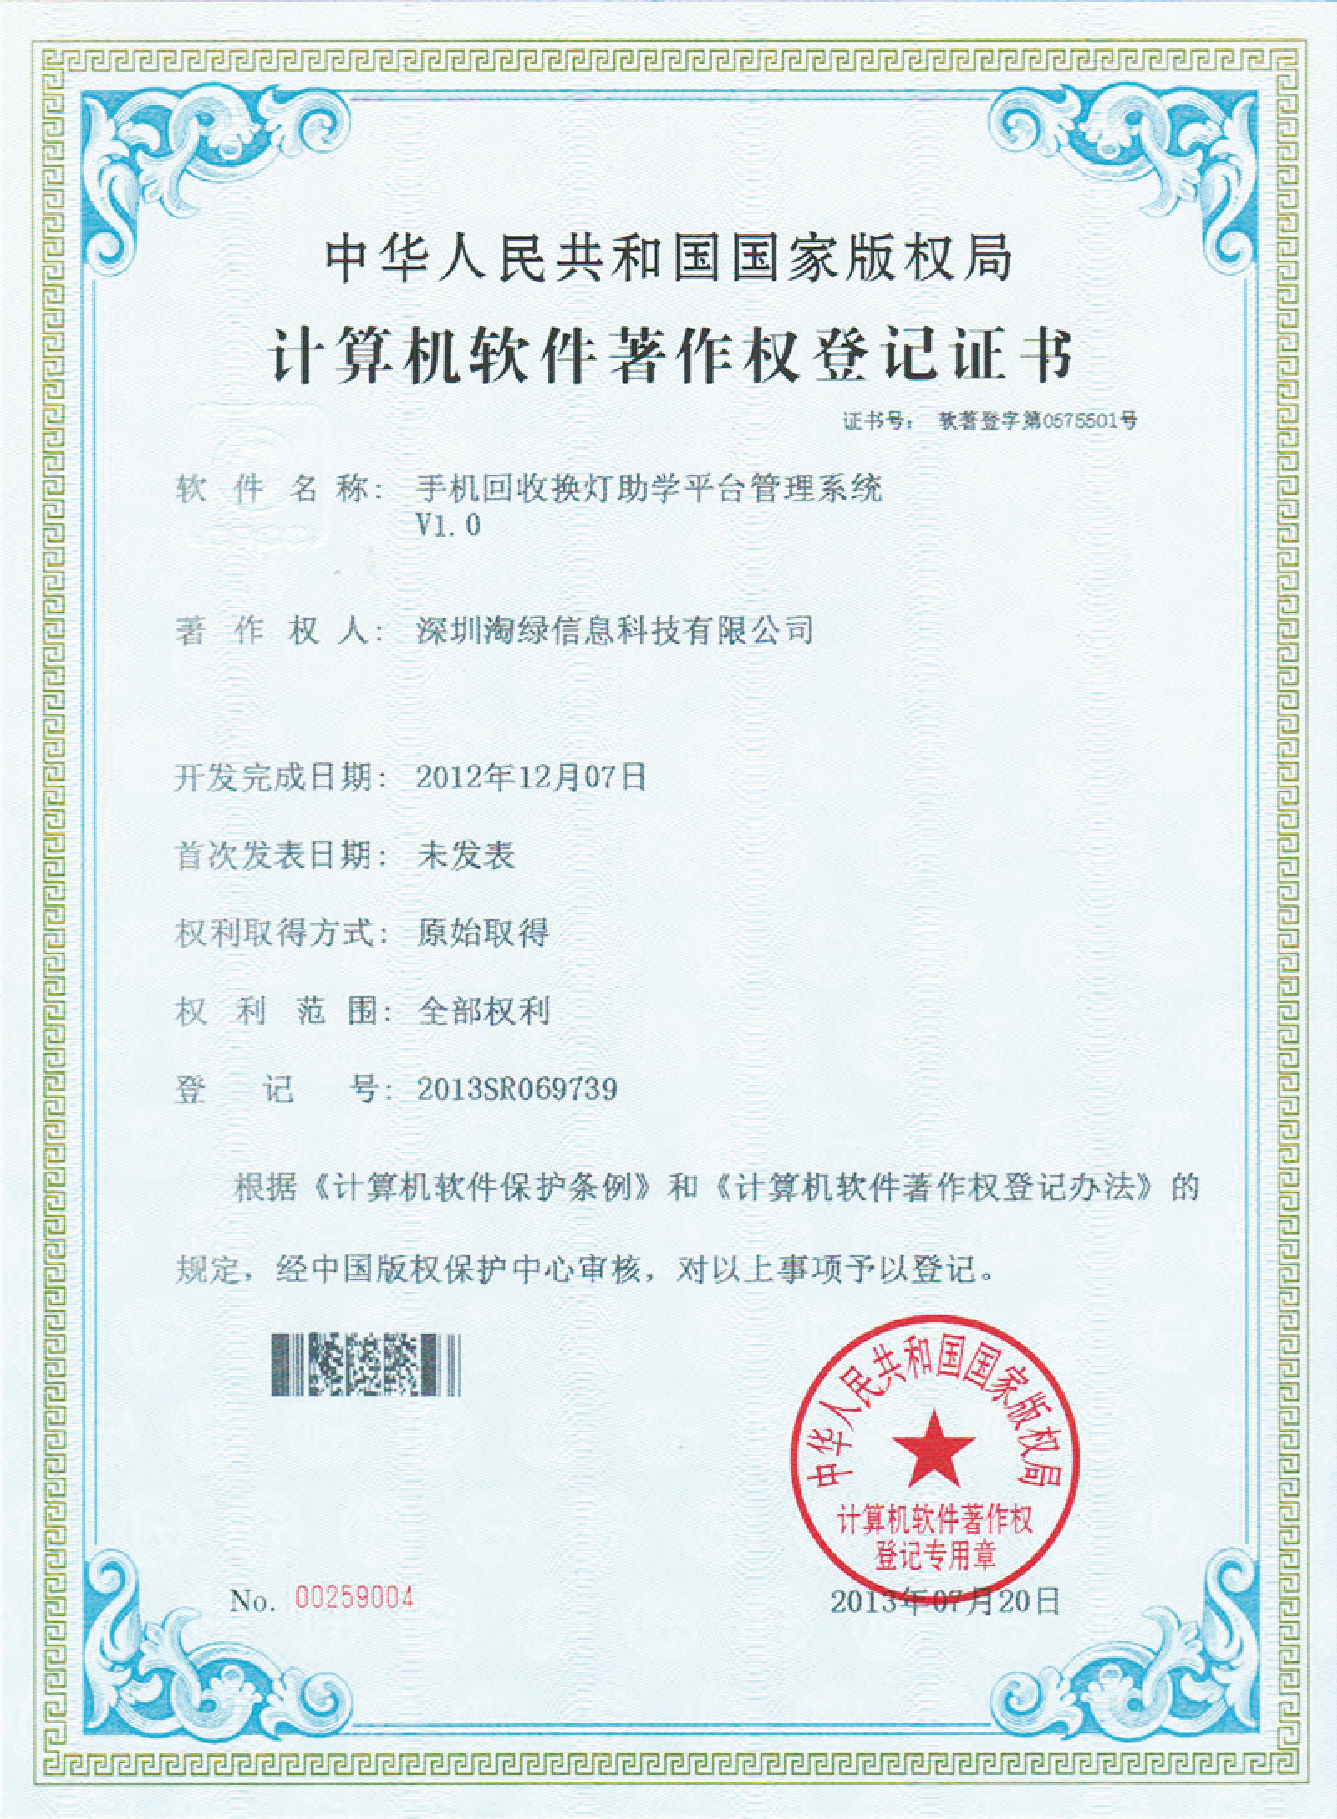 中华人民共和国国家版权局
计算机软件著作权登记证书
证书号： 软著登字第0575501号
软件名称： 手机回收换灯助学平台管理系统
V1.0
著作权人： 深圳淘绿信息科技有限公司
开发完成日期： 2012年12月07日
首次发表日期： 未发表
权利取得方式： 原始取得
权利范围： 全部权利
登记号： 2013SR069739
根据《计算机软件保护条例》和《计算机软件著作权登记办法》的
规定，经中国版权保护中心审核，对以上事项予以登记。
中华人民共和国国家版权局
计算机软件著作权
登记专用章
No. 00259004
2013年07月20日